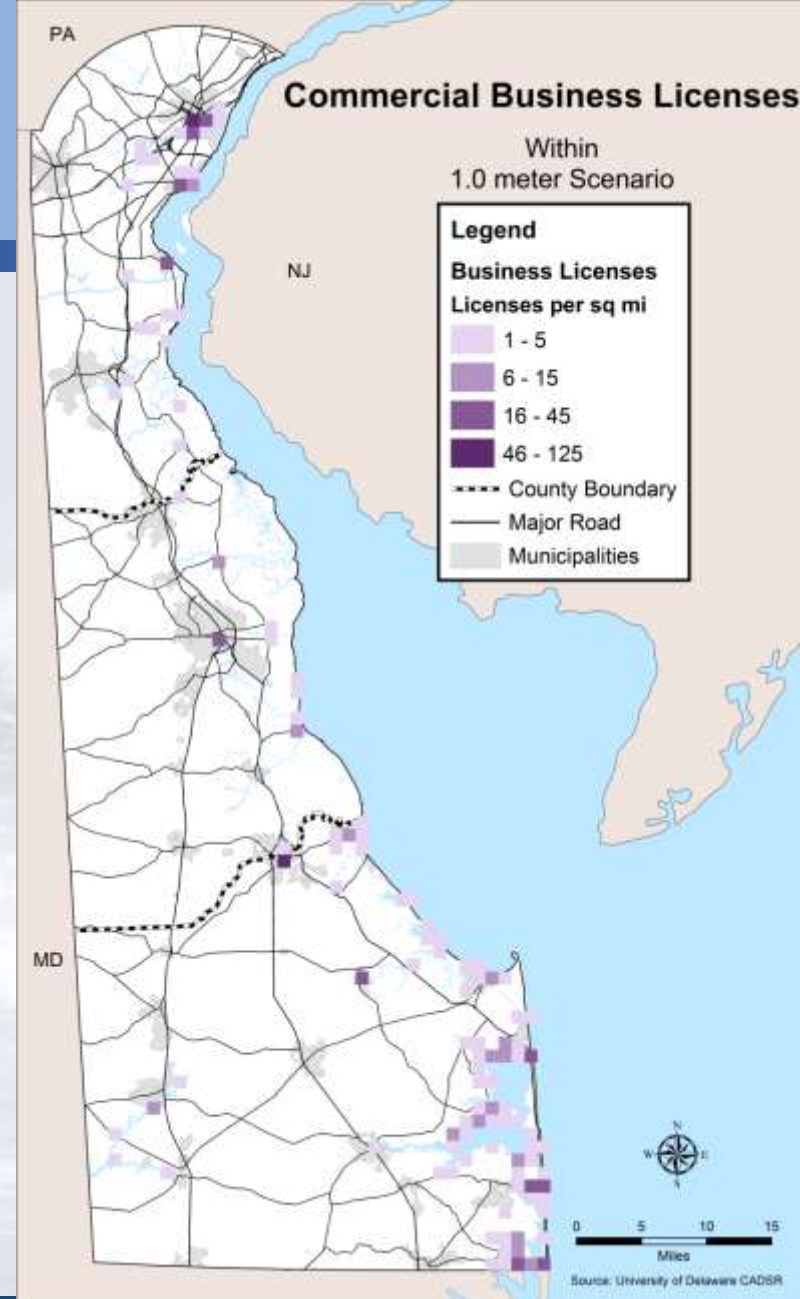 PA
Commercial Business Licenses
Within
1.0 meter Scenario
Legend
Business Licenses
Licenses per sq mi
1 - 5
6 - 15
16 - 45
46 - 125
County Boundary
Major Road
Municipalities
NJ
MD
N
W E
S
0 5 10 15
Miles
Source: University of Delaware CADSR